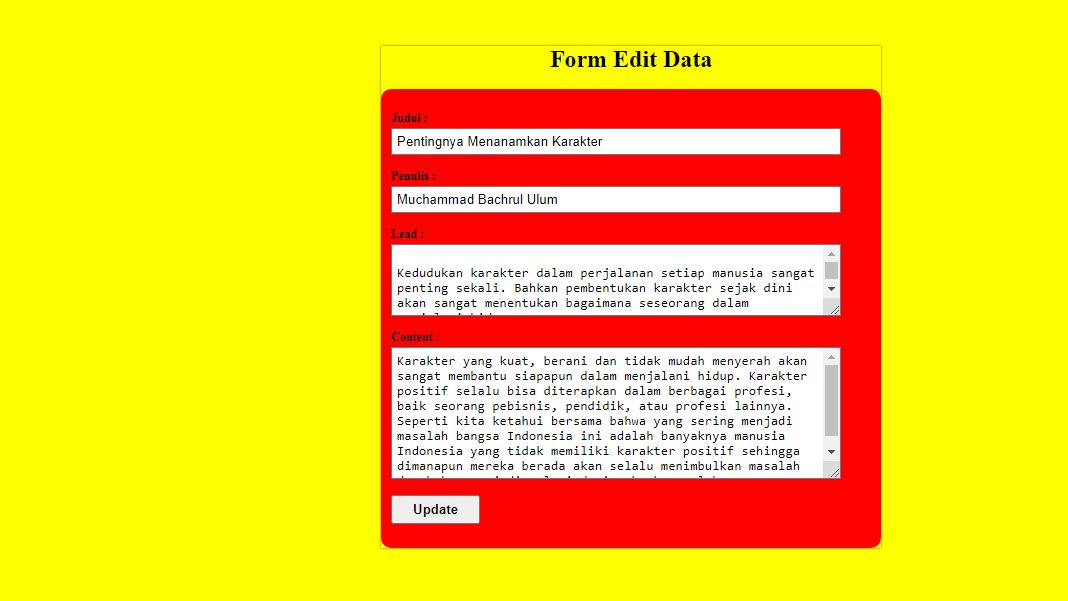 Form Edit Data
Judul :
Pentingnya Menanamkan Karakter
Penulis :
Muchammad Bachrul Ulum
Lead :
Kedudukan karakter dalam perjalanan setiap manusia sangat
penting sekali. Bahkan pembentukan karakter sejak dini
akan sangat menentukan bagaimana seseorang dalam
Content :
Karakter yang kuat, berani dan tidak mudah menyerah akan
sangat membantu siapapun dalam menjalani hidup. Karakter
positif selalu bisa diterapkan dalam berbagai profesi,
baik seorang pebisnis, pendidik, atau profesi lainnya.
Seperti kita ketahui bersama bahwa yang sering menjadi
masalah bangsa Indonesia ini adalah banyaknya manusia
Indonesia yang tidak memiliki karakter positif sehingga
dimanapun mereka berada akan selalu menimbulkan masalah
Update